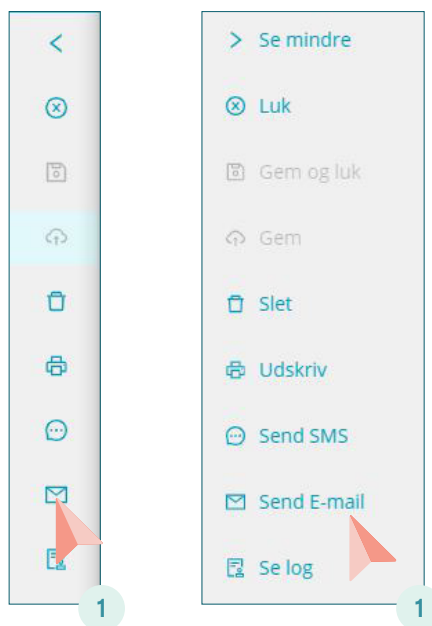 Se mindre
Luk
Gem og luk
Gem
Slet
Udskriv
Send SMS
Send E-mail
Se log
1
1